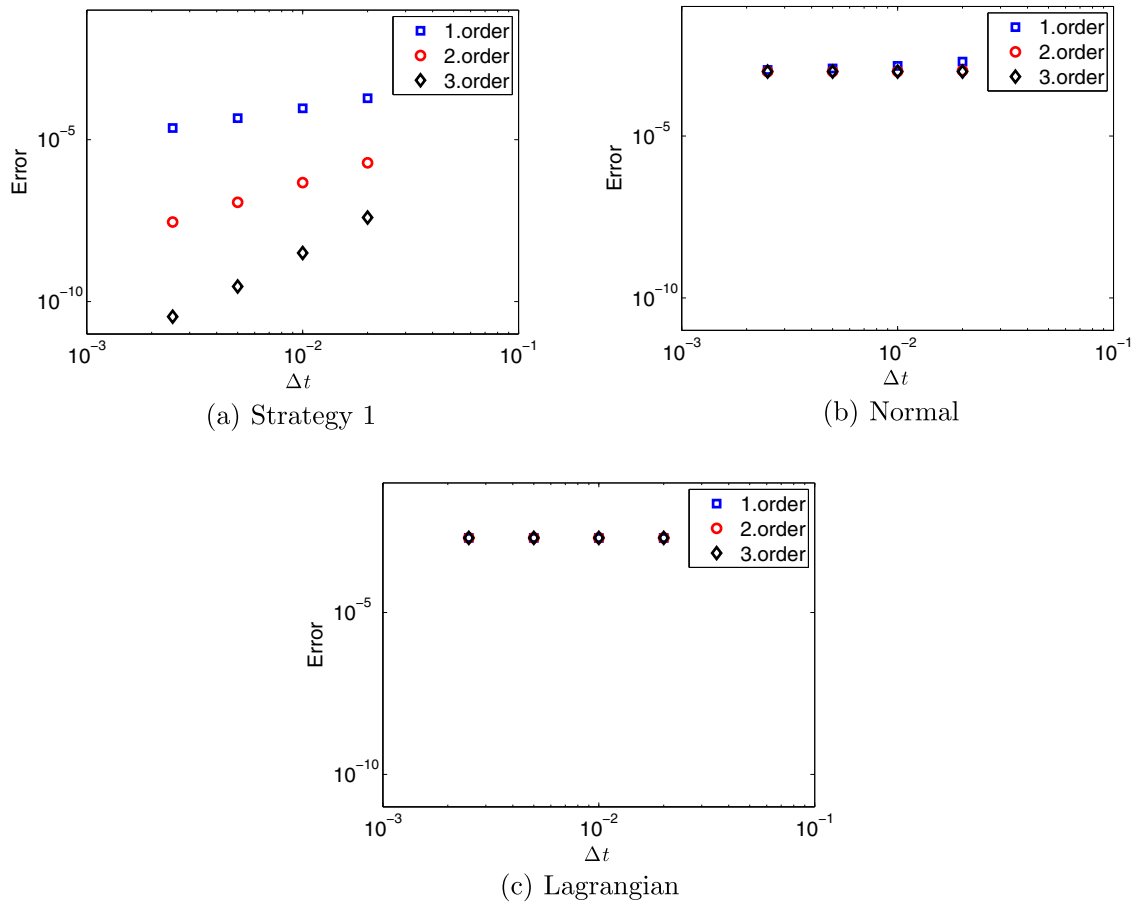 1.order
2.order
3.order
10⁻⁵
10⁻¹⁰
Error
10⁻³
10⁻²
10⁻¹
Δt
(a) Strategy 1
1.order
2.order
3.order
10⁻⁵
10⁻¹⁰
Error
10⁻³
10⁻²
10⁻¹
Δt
(b) Normal
1.order
2.order
3.order
10⁻⁵
10⁻¹⁰
Error
10⁻³
10⁻²
10⁻¹
Δt
(c) Lagrangian